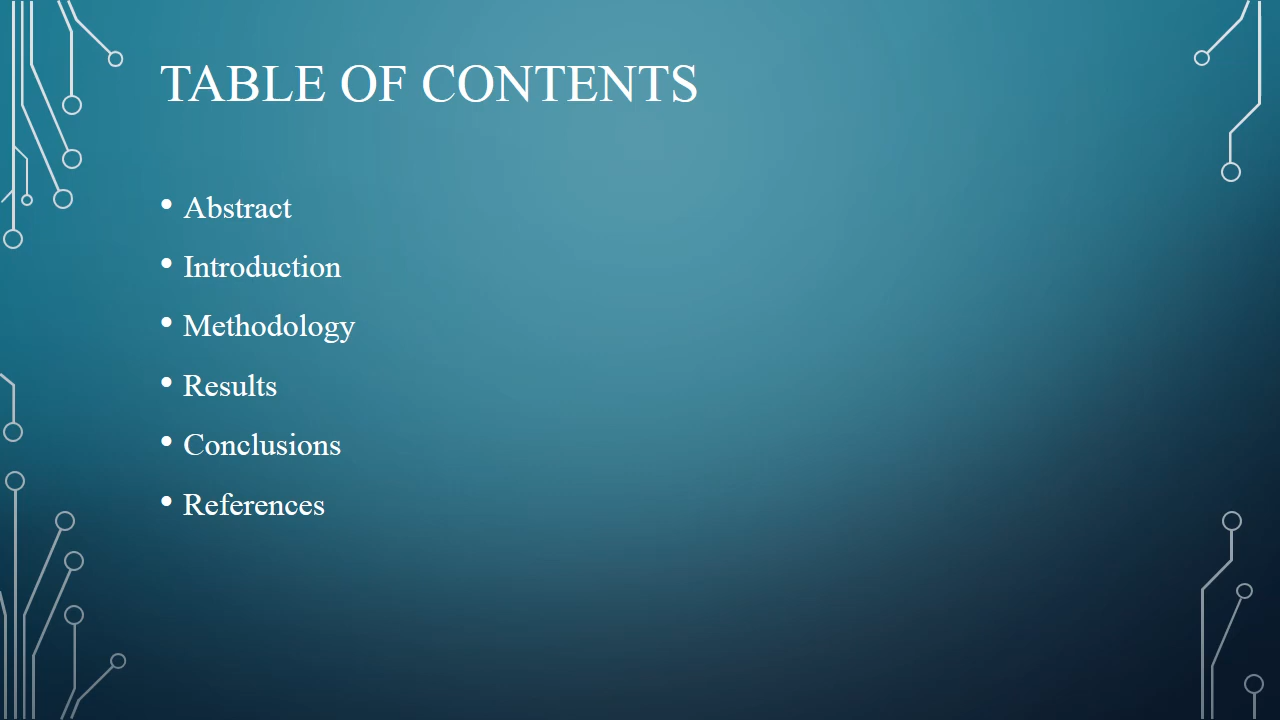 TABLE OF CONTENTS
• Abstract
• Introduction
• Methodology
• Results
• Conclusions
• References